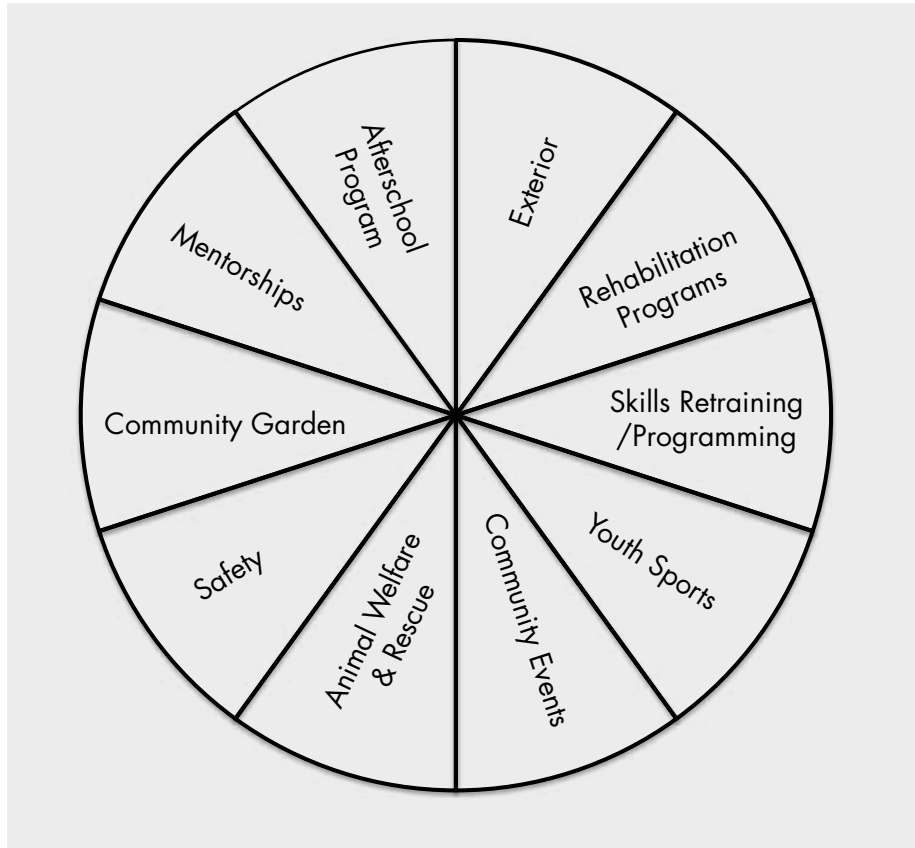 Afterschool
Program
Exterior
Mentorships
Rehabilitation
Programs
Community Garden
Skills Retraining
/Programming
Safety
Animal Welfare
& Rescue
Community Events
Youth Sports